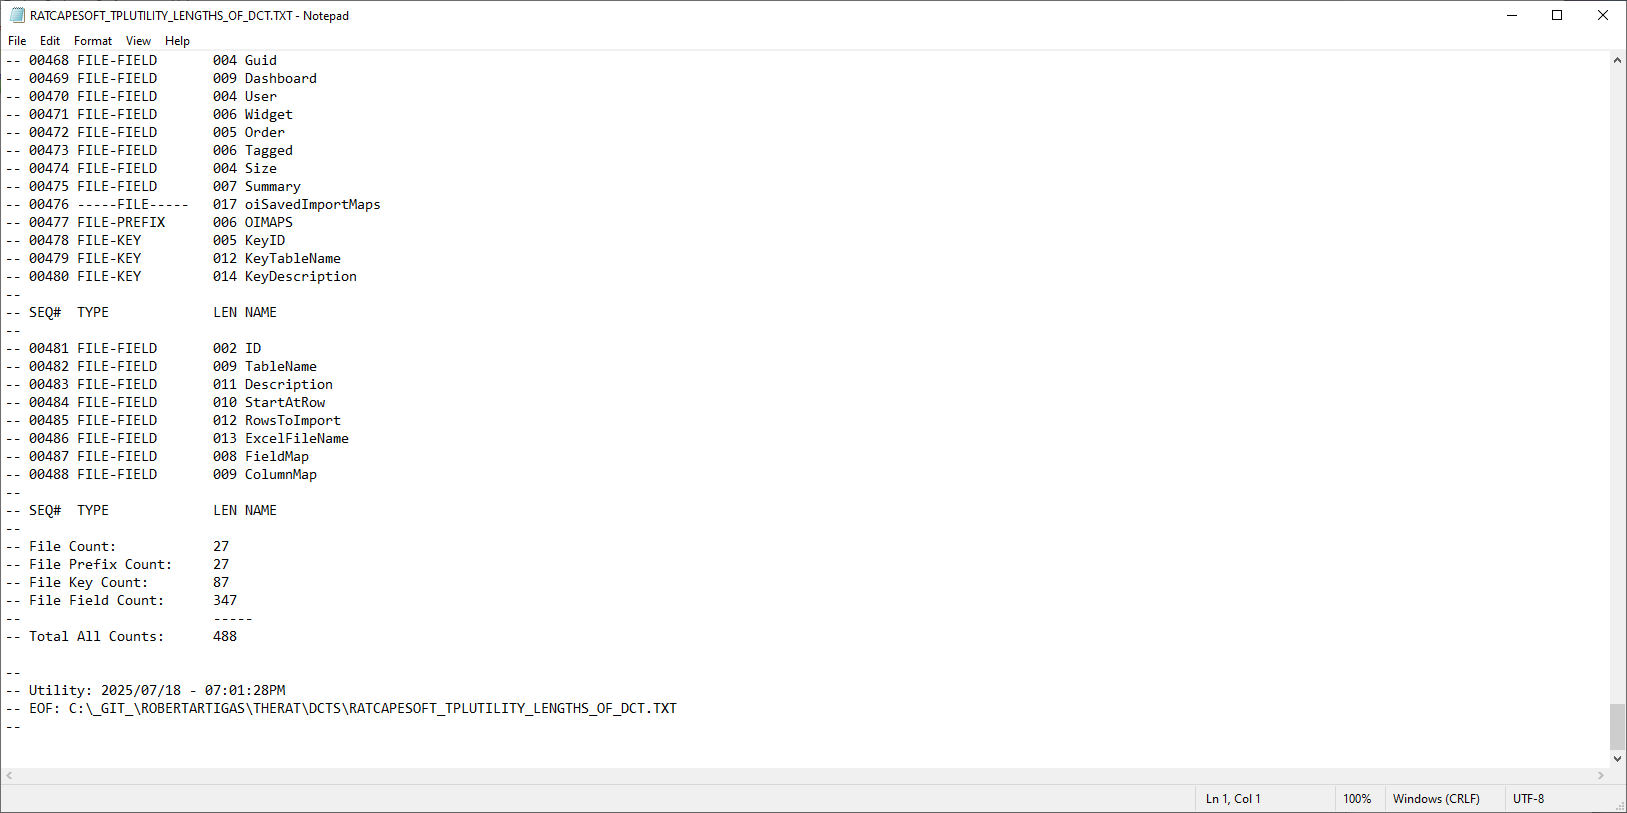 RATCAPESOFT_TPLUTILITY_LENGTHS_OF_DCT.TXT - Notepad
File Edit Format View Help
-- 00468 FILE-FIELD       004 Guid
-- 00469 FILE-FIELD       009 Dashboard
-- 00470 FILE-FIELD       004 User
-- 00471 FILE-FIELD       006 Widget
-- 00472 FILE-FIELD       005 Order
-- 00473 FILE-FIELD       006 Tagged
-- 00474 FILE-FIELD       004 Size
-- 00475 FILE-FIELD       007 Summary
-- 00476 -----FILE-----   017 oiSavedImportMaps
-- 00477 FILE-PREFIX      006 OIMAPS
-- 00478 FILE-KEY         005 KeyID
-- 00479 FILE-KEY         012 KeyTableName
-- 00480 FILE-KEY         014 KeyDescription
--
-- SEQ#  TYPE             LEN NAME
--
-- 00481 FILE-FIELD       002 ID
-- 00482 FILE-FIELD       009 TableName
-- 00483 FILE-FIELD       011 Description
-- 00484 FILE-FIELD       010 StartAtRow
-- 00485 FILE-FIELD       012 RowsToImport
-- 00486 FILE-FIELD       013 ExcelFileName
-- 00487 FILE-FIELD       008 FieldMap
-- 00488 FILE-FIELD       009 ColumnMap
--
-- SEQ#  TYPE             LEN NAME
--
-- File Count:            27
-- File Prefix Count:     27
-- File Key Count:        87
-- File Field Count:      347
--                        -----
-- Total All Counts:      488
--
-- Utility: 2025/07/18 - 07:01:28PM
-- EOF: C:\_GIT_\ROBERTARTIGAS\THERAT\DCTS\RATCAPESOFT_TPLUTILITY_LENGTHS_OF_DCT.TXT
--
Ln 1, Col 1 100% Windows (CRLF) UTF-8